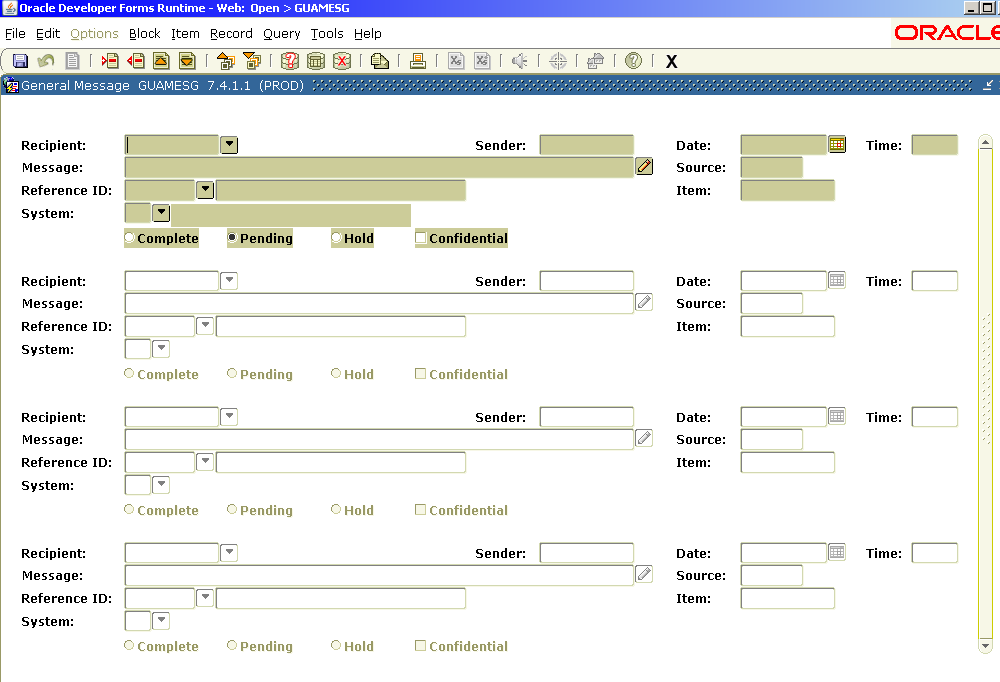 Oracle Developer Forms Runtime - Web: Open > GUAMESG
File Edit Options Block Item Record Query Tools Help
ORACLE
X
General Message GUAMESG 7.4.1.1 (PROD)
Recipient: Sender: Date: Time:
Message: Source:
Reference ID: Item:
System:
Complete Pending Hold Confidential
Recipient: Sender: Date: Time:
Message: Source:
Reference ID: Item:
System:
Complete Pending Hold Confidential
Recipient: Sender: Date: Time:
Message: Source:
Reference ID: Item:
System:
Complete Pending Hold Confidential
Recipient: Sender: Date: Time:
Message: Source:
Reference ID: Item:
System:
Complete Pending Hold Confidential